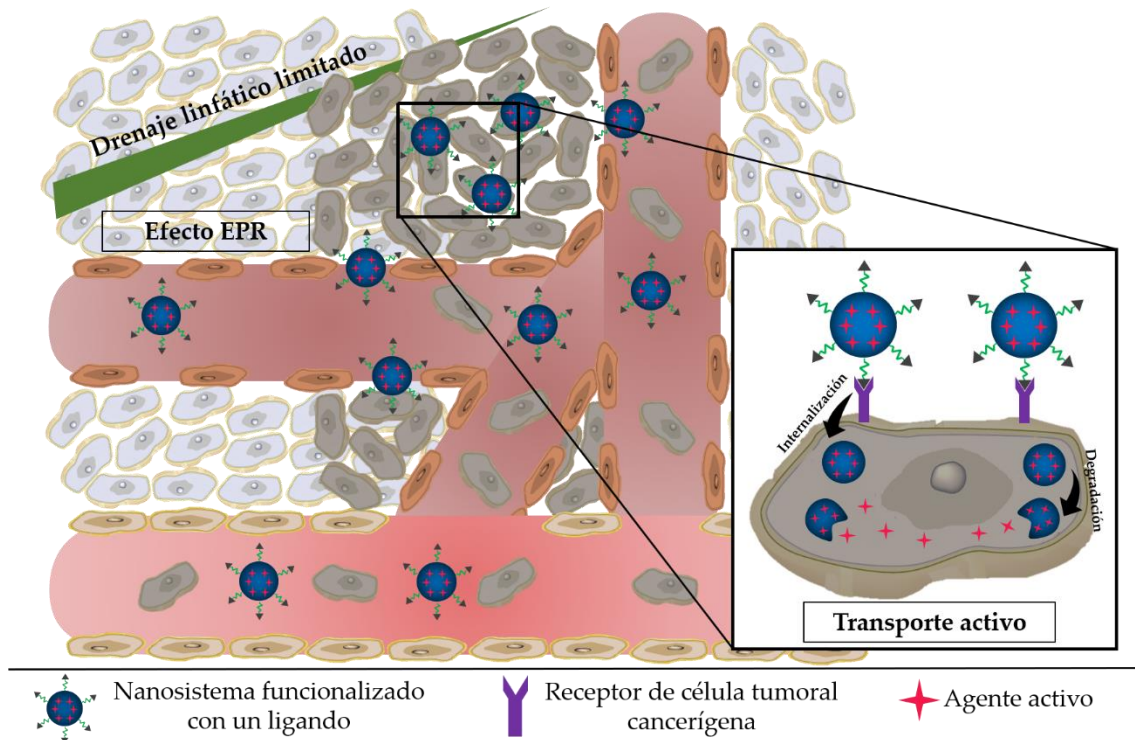 Drenaje linfático limitado
Efecto EPR
Internalización
Degradación
Transporte activo
Nanosistema funcionalizado
con un ligando
Receptor de célula tumoral
cancerígena
Agente activo